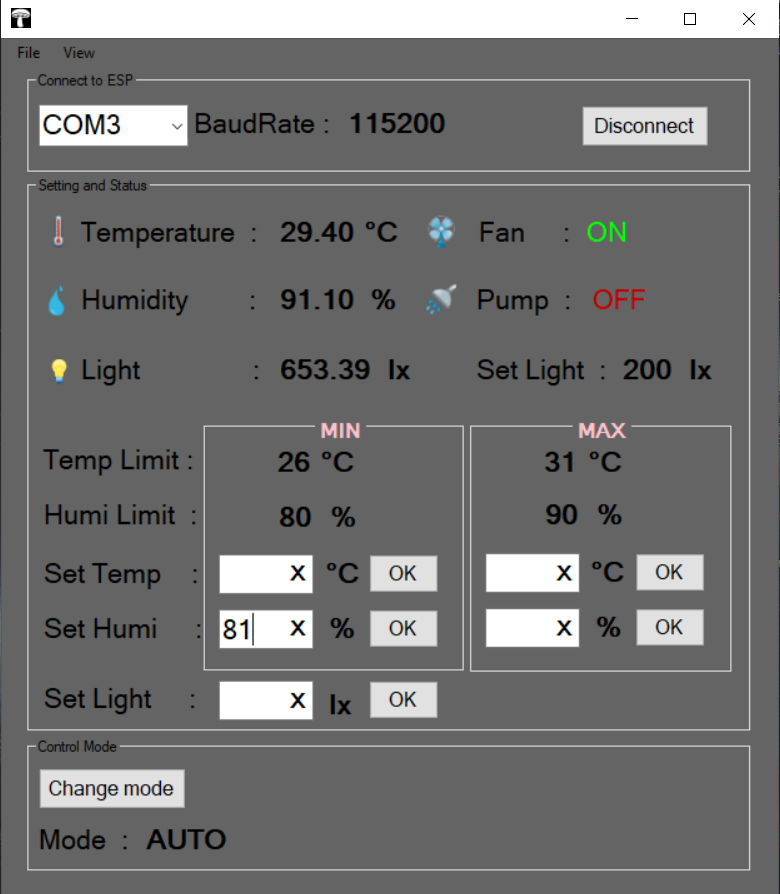 File View
Connect to ESP
COM3 BaudRate : 115200 Disconnect
Setting and Status
Temperature : 29.40 °C Fan : ON
Humidity : 91.10 % Pump : OFF
Light : 653.39 lx Set Light : 200 lx
MIN MAX
Temp Limit : 26 °C 31 °C
Humi Limit : 80 % 90 %
Set Temp : X °C OK X °C OK
Set Humi : 81 X % OK X % OK
Set Light : X lx OK
Control Mode
Change mode
Mode : AUTO